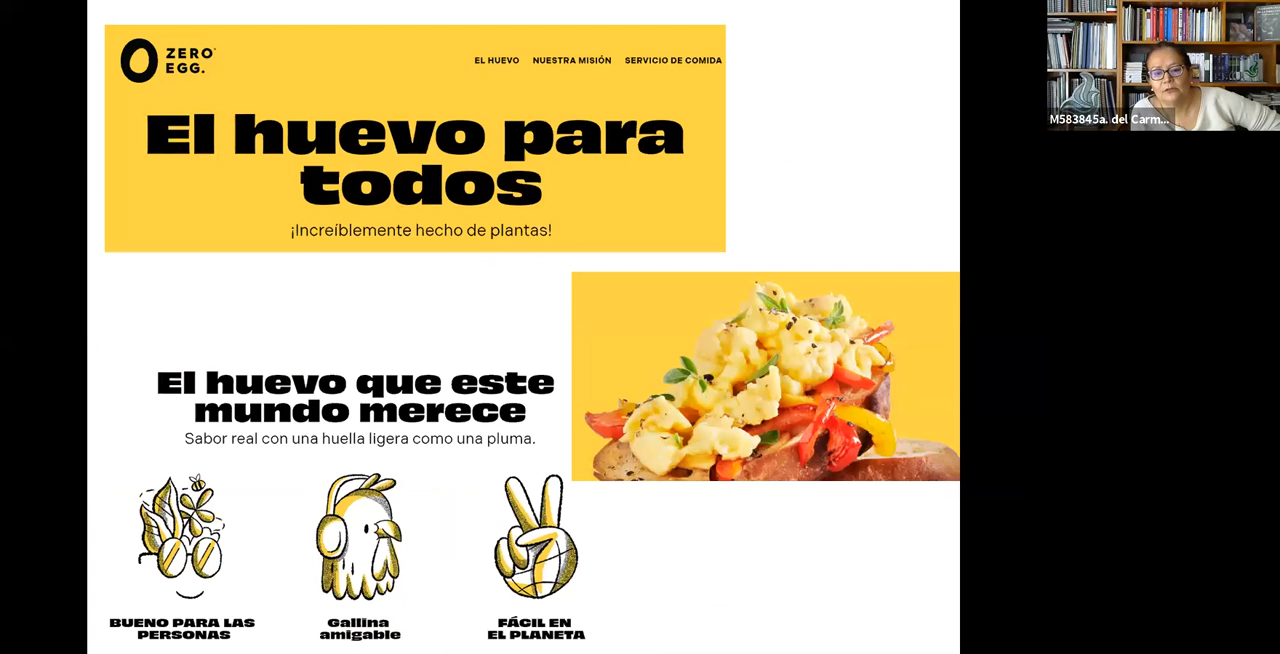 ZERO
EGG.
EL HUEVO NUESTRA MISIÓN SERVICIO DE COMIDA
El huevo para
todos
¡Increíblemente hecho de plantas!
El huevo que este
mundo merece
Sabor real con una huella ligera como una pluma.
BUENO PARA LAS
PERSONAS
Gallina
amigable
FÁCIL EN
EL PLANETA
M583845a. del Carm...